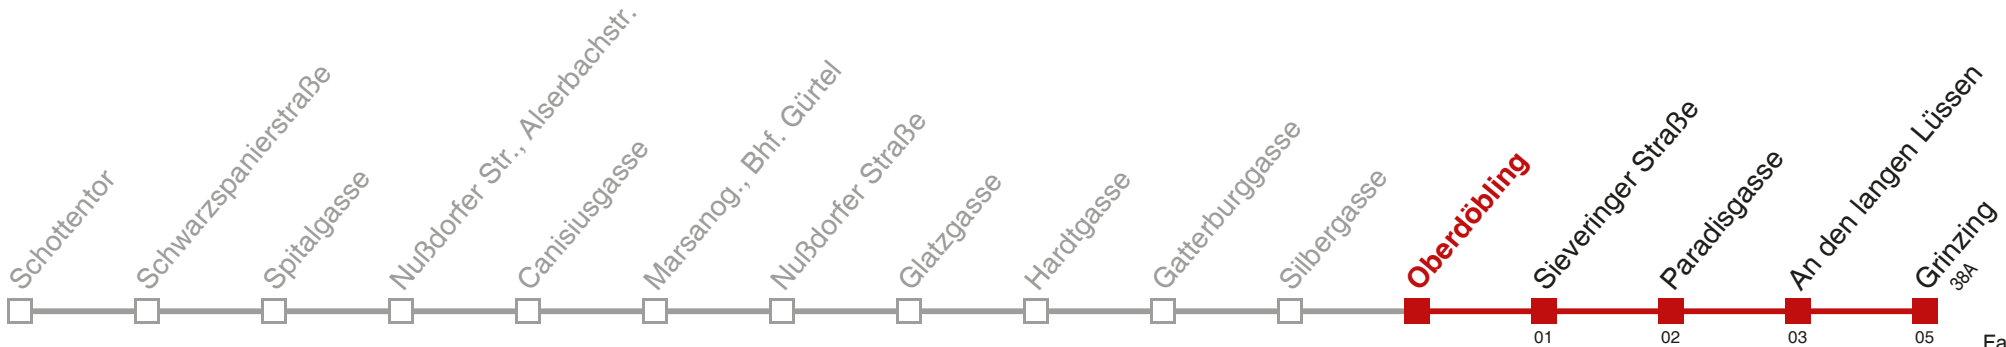 Schottentor
Schwarzspanierstraße
Spitalgasse
Nußdorfer Str., Alserbachstr.
Canisiusgasse
Marsanog., Bhf. Gürtel
Nußdorfer Straße
Glatzgasse
Hardtgasse
Gatterburggasse
Silbergasse
Oberdöbling
Sieveringer Straße
Paradisgasse
An den langen Lüssen
Grinzing
38A
01 02 03 05